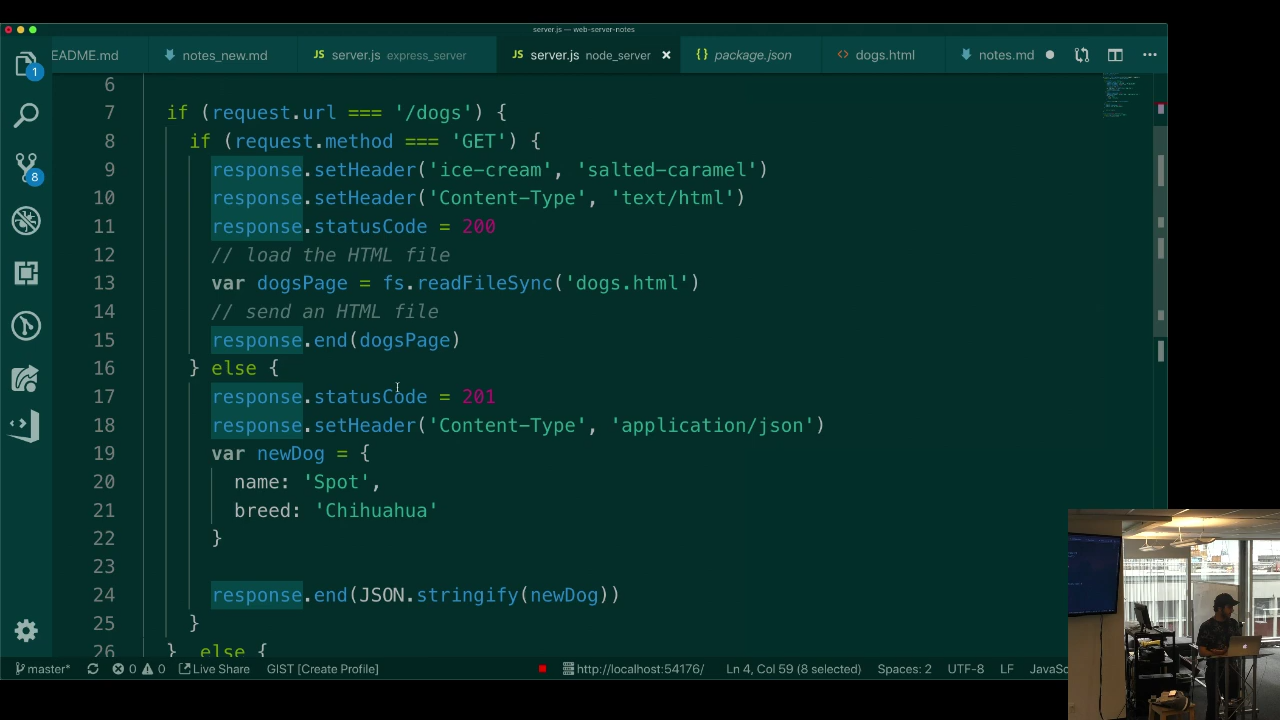 server.js — web-server-notes
EADME.md
notes_new.md
JS server.js express_server
JS server.js node_server
{ } package.json
<> dogs.html
notes.md
6
7 if (request.url === '/dogs') {
8 if (request.method === 'GET') {
9 response.setHeader('ice-cream', 'salted-caramel')
10 response.setHeader('Content-Type', 'text/html')
11 response.statusCode = 200
12 // load the HTML file
13 var dogsPage = fs.readFileSync('dogs.html')
14 // send an HTML file
15 response.end(dogsPage)
16 } else {
17 response.statusCode = 201
18 response.setHeader('Content-Type', 'application/json')
19 var newDog = {
20 name: 'Spot',
21 breed: 'Chihuahua'
22 }
23
24 response.end(JSON.stringify(newDog))
25 }
26 } else {
1
8
master* 0 0 Live Share GIST [Create Profile] http://localhost:54176/ Ln 4, Col 59 (8 selected) Spaces: 2 UTF-8 LF JavaSc